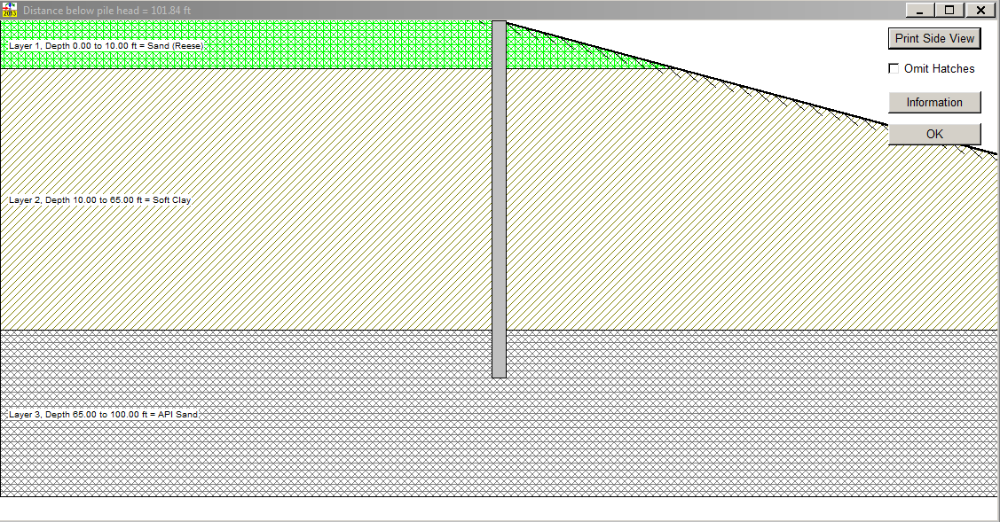 2013
Distance below pile head = 101.84 ft
Layer 1, Depth 0.00 to 10.00 ft = Sand (Reese)
Print Side View
Omit Hatches
Information
OK
Layer 2, Depth 10.00 to 65.00 ft = Soft Clay
Layer 3, Depth 65.00 to 100.00 ft = API Sand